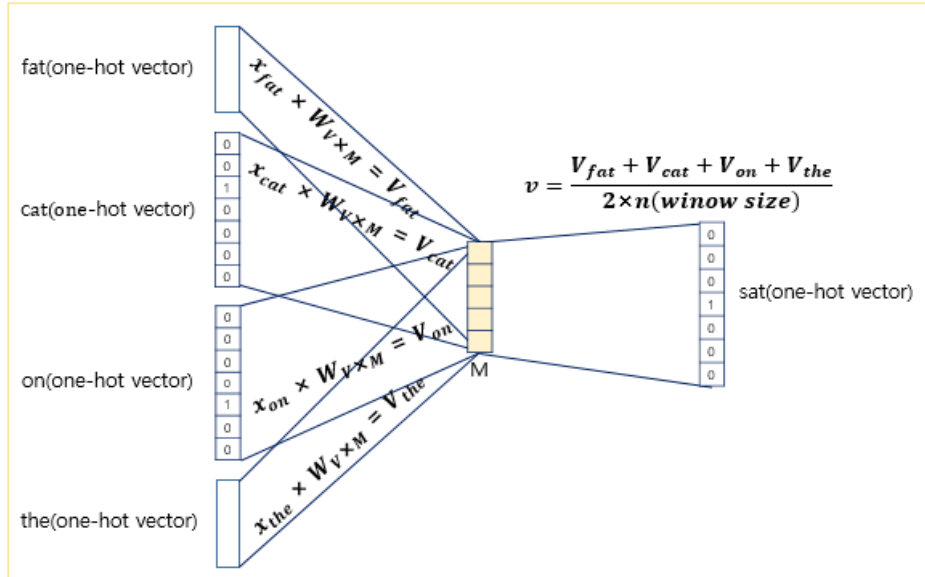 fat(one-hot vector)
x_fat × W_V×M = V_fat
0
0
1
0
0
0
0
cat(one-hot vector)
x_cat × W_V×M = V_cat
v = (V_fat + V_cat + V_on + V_the) / (2×n(winow size))
0
0
0
1
0
0
0
sat(one-hot vector)
M
0
0
0
0
1
0
0
on(one-hot vector)
x_on × W_V×M = V_on
the(one-hot vector)
x_the × W_V×M = V_the